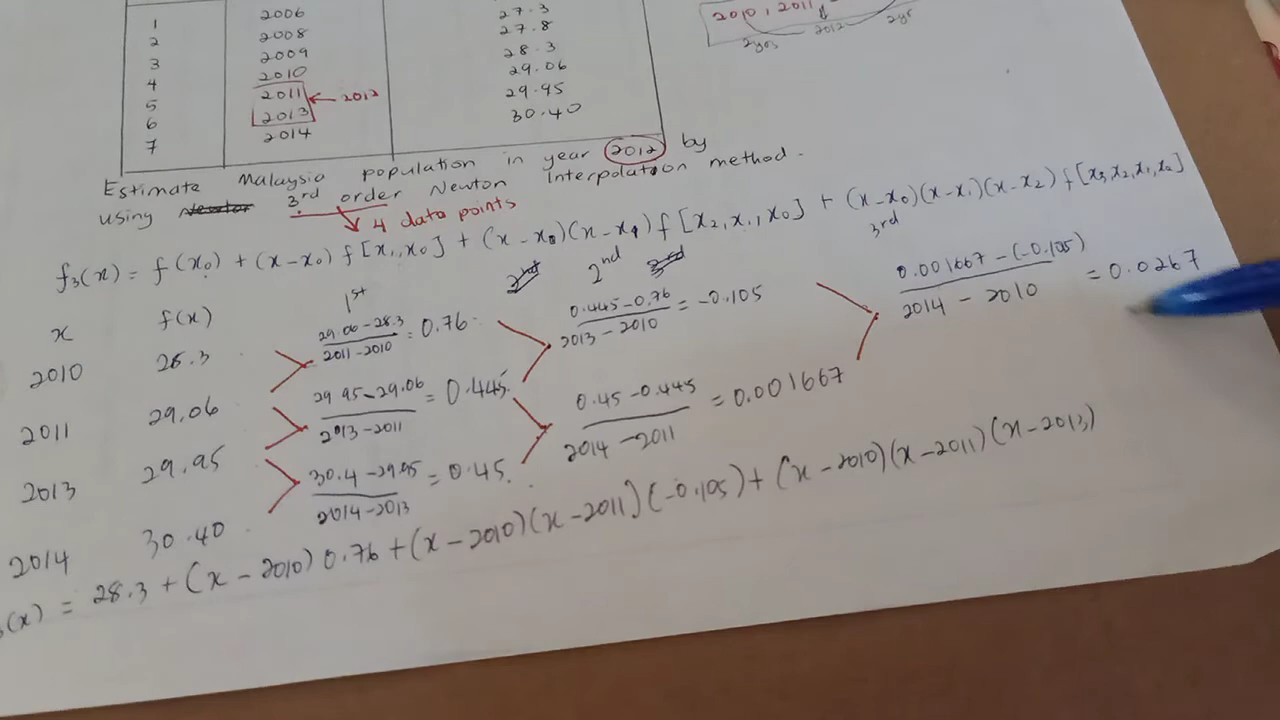 1 2006 27.3
2 2008 27.8
3 2009 28.3
4 2010 29.06
5 2011 29.95
6 2013 30.40
7 2014
← 2012
2010, 2011
2yrs 2012 2yr
Estimate Malaysia population in year 2012 by
using 3rd order Newton Interpolation method.
4 data points
f₃(x) = f(x₀) + (x-x₀) f[x₁,x₀] + (x-x₀)(x-x₁) f[x₂,x₁,x₀] + (x-x₀)(x-x₁)(x-x₂) f[x₃,x₂,x₁,x₀]
x f(x) 1st 2nd 3rd
2010 28.3
29.06-28.3 / 2011-2010 = 0.76
0.445-0.76 / 2013-2010 = -0.105
0.001667-(-0.105) / 2014-2010 = 0.0267
2011 29.06
29.95-29.06 / 2013-2011 = 0.445
0.45-0.445 / 2014-2011 = 0.001667
2013 29.95
30.4-29.95 / 2014-2013 = 0.45
2014 30.40
(x) = 28.3 + (x-2010) 0.76 + (x-2010)(x-2011)(-0.105) + (x-2010)(x-2011)(x-2013)